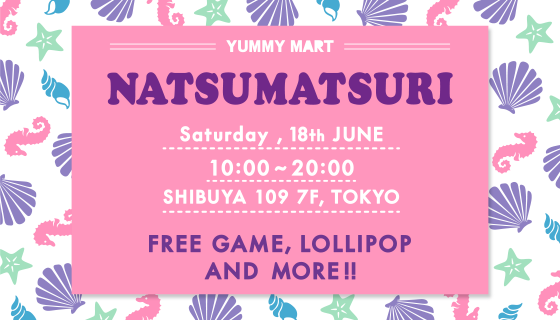 YUMMY MART
NATSUMATSURI
Saturday , 18th JUNE
10:00~20:00
SHIBUYA 109 7F, TOKYO
FREE GAME, LOLLIPOP
AND MORE!!